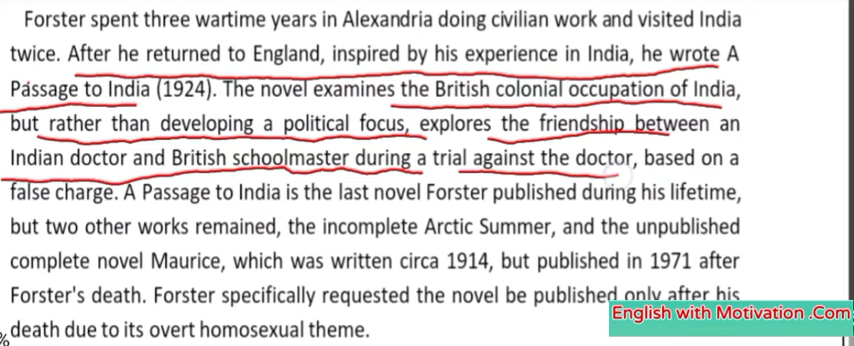 Forster spent three wartime years in Alexandria doing civilian work and visited India
twice. After he returned to England, inspired by his experience in India, he wrote A
Passage to India (1924). The novel examines the British colonial occupation of India,
but rather than developing a political focus, explores the friendship between an
Indian doctor and British schoolmaster during a trial against the doctor, based on a
false charge. A Passage to India is the last novel Forster published during his lifetime,
but two other works remained, the incomplete Arctic Summer, and the unpublished
complete novel Maurice, which was written circa 1914, but published in 1971 after
Forster's death. Forster specifically requested the novel be published only after his
death due to its overt homosexual theme.
English with Motivation .Com
%